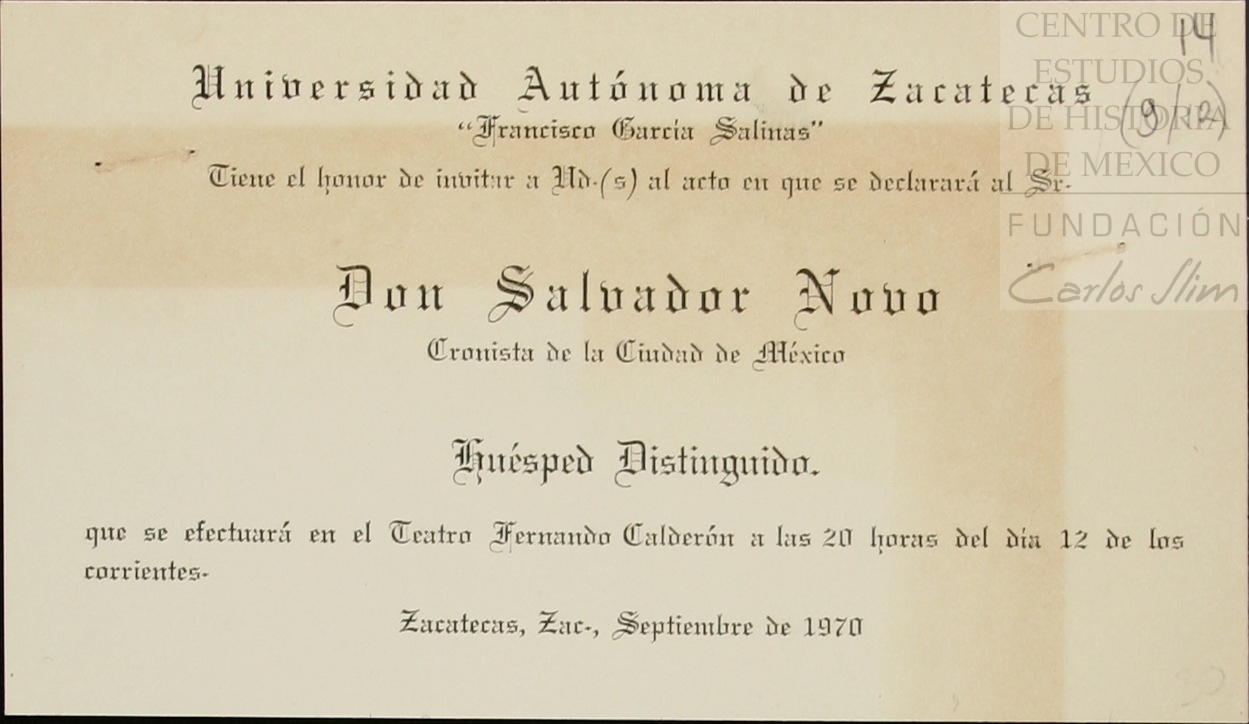 CENTRO DE
ESTUDIOS
DE HISTORIA
DE MEXICO
FUNDACIÓN
Carlos Slim
14
(9/12)
Universidad Autónoma de Zacatecas
“Francisco García Salinas”
Tiene el honor de invitar a Ud.(s) al acto en que se declarará al Sr.
Don Salvador Novo
Cronista de la Ciudad de México
Huésped Distinguido.
que se efectuará en el Teatro Fernando Calderón a las 20 horas del día 12 de los
corrientes.
Zacatecas, Zac., Septiembre de 1970